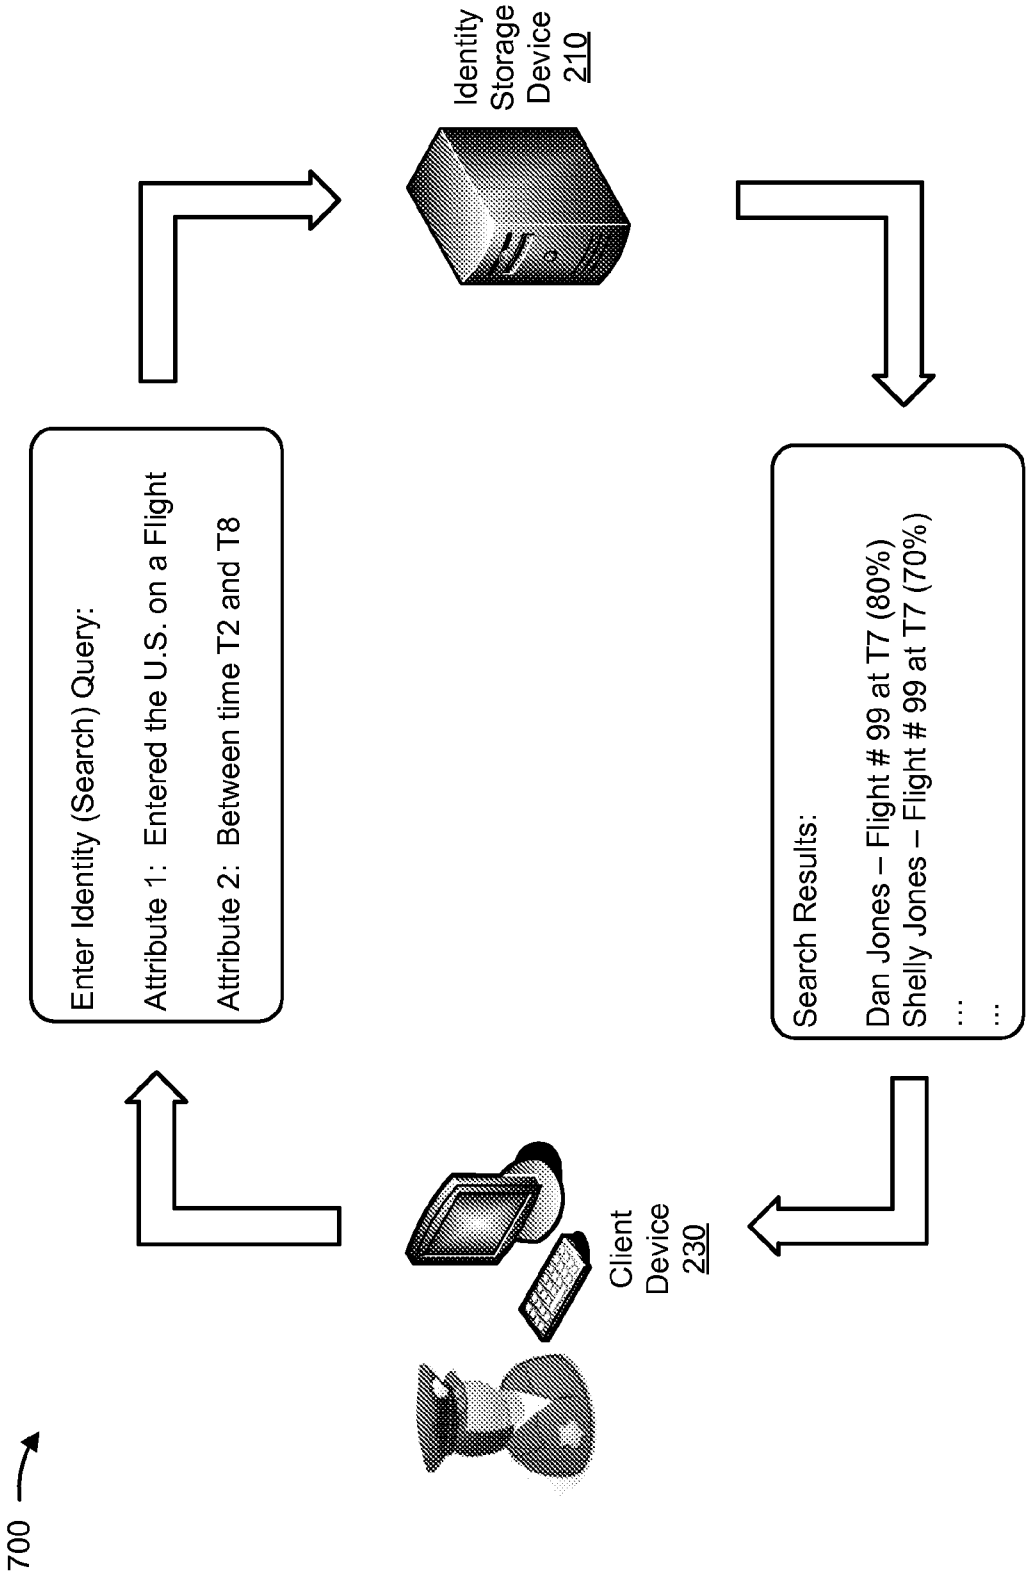 700
Enter Identity (Search) Query:
Attribute 1: Entered the U.S. on a Flight
Attribute 2: Between time T2 and T8
Client
Device
230
Identity
Storage
Device
210
Search Results:
Dan Jones – Flight # 99 at T7 (80%)
Shelly Jones – Flight # 99 at T7 (70%)
...
...